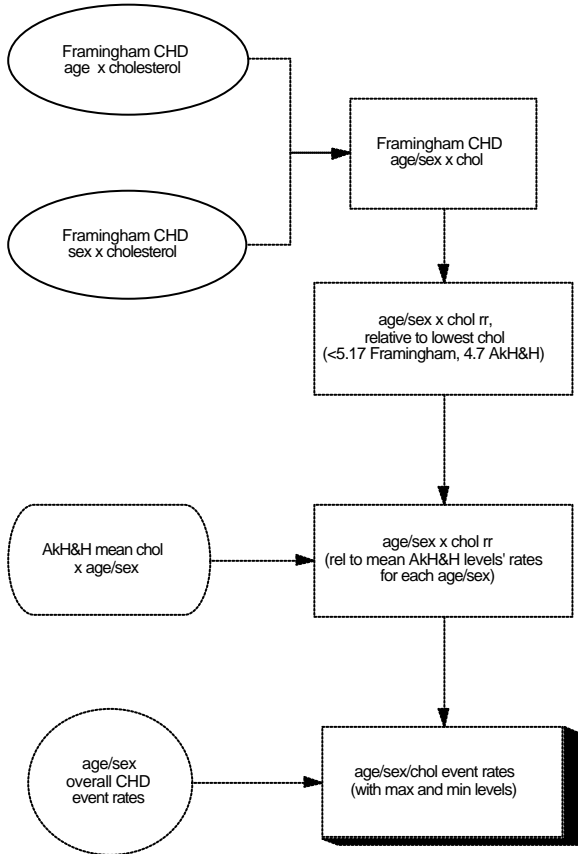 Framingham CHD
age x cholesterol
Framingham CHD
age/sex x chol
Framingham CHD
sex x cholesterol
age/sex x chol rr,
relative to lowest chol
(<5.17 Framingham, 4.7 AkH&H)
AkH&H mean chol
x age/sex
age/sex x chol rr
(rel to mean AkH&H levels' rates
for each age/sex)
age/sex
overall CHD
event rates
age/sex/chol event rates
(with max and min levels)